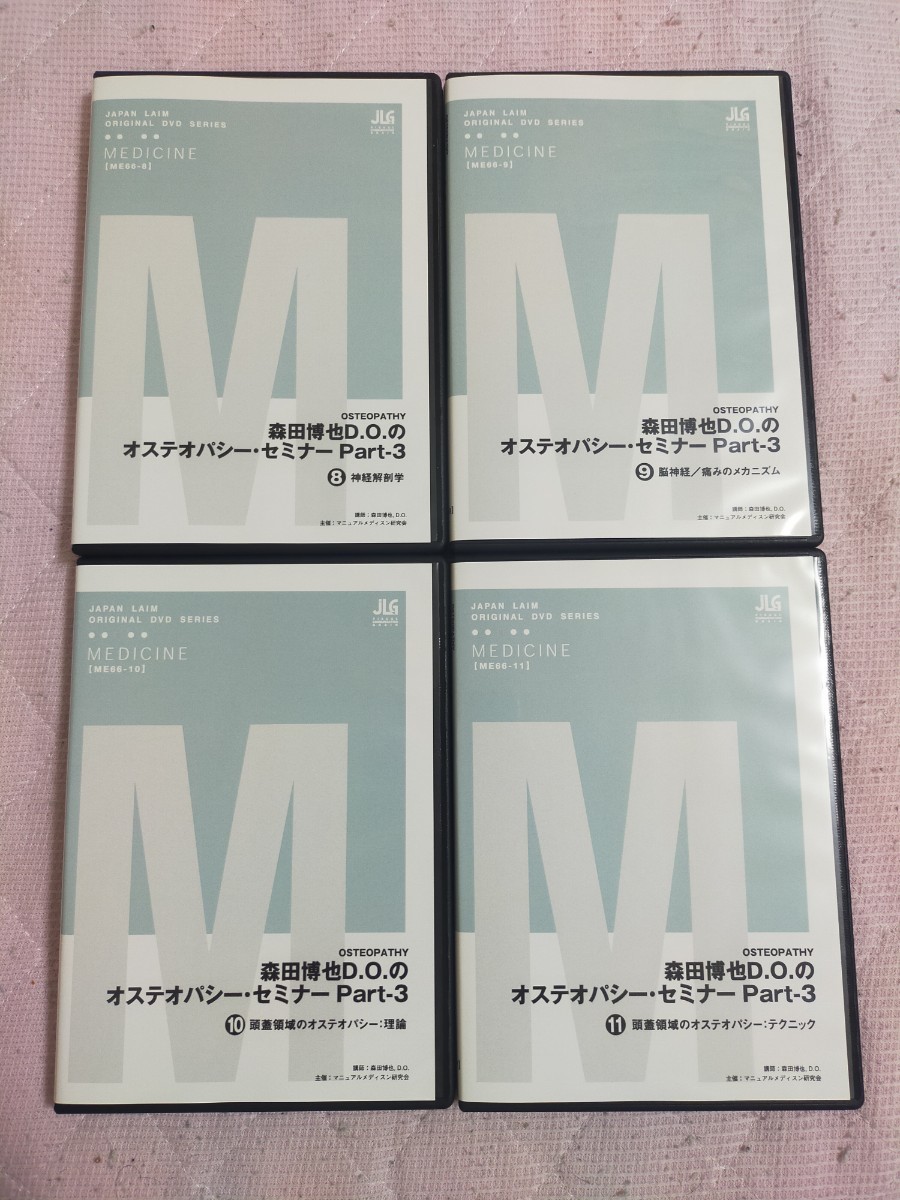 JAPAN LAIM
ORIGINAL DVD SERIES
JLG
MEDICINE
[ME66-8]
M
OSTEOPATHY
森田博也D.O.の
オステオパシー・セミナー Part-3
8 神経解剖学
講師：森田博也, D.O.
主催：マニュアルメディスン研究会
JAPAN LAIM
ORIGINAL DVD SERIES
JLG
MEDICINE
[ME66-9]
M
OSTEOPATHY
森田博也D.O.の
オステオパシー・セミナー Part-3
9 脳神経／痛みのメカニズム
講師：森田博也, D.O.
主催：マニュアルメディスン研究会
JAPAN LAIM
ORIGINAL DVD SERIES
JLG
MEDICINE
[ME66-10]
M
OSTEOPATHY
森田博也D.O.の
オステオパシー・セミナー Part-3
10 頭蓋領域のオステオパシー：理論
講師：森田博也, D.O.
主催：マニュアルメディスン研究会
JAPAN LAIM
ORIGINAL DVD SERIES
JLG
MEDICINE
[ME66-11]
M
OSTEOPATHY
森田博也D.O.の
オステオパシー・セミナー Part-3
11 頭蓋領域のオステオパシー：テクニック
講師：森田博也, D.O.
主催：マニュアルメディスン研究会